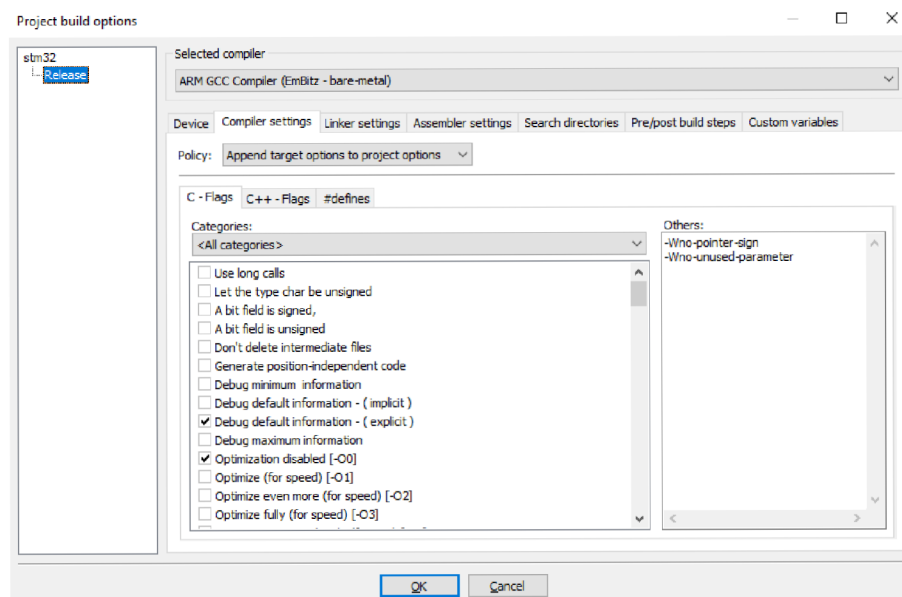 Project build options
stm32
Release
Selected compiler
ARM GCC Compiler (EmBitz - bare-metal)
Device Compiler settings Linker settings Assembler settings Search directories Pre/post build steps Custom variables
Policy: Append target options to project options
C - Flags C++ - Flags #defines
Categories:
<All categories>
Use long calls
Let the type char be unsigned
A bit field is signed,
A bit field is unsigned
Don't delete intermediate files
Generate position-independent code
Debug minimum information
Debug default information - ( implicit )
Debug default information - ( explicit )
Debug maximum information
Optimization disabled [-O0]
Optimize (for speed) [-O1]
Optimize even more (for speed) [-O2]
Optimize fully (for speed) [-O3]
Others:
-Wno-pointer-sign
-Wno-unused-parameter
OK Cancel